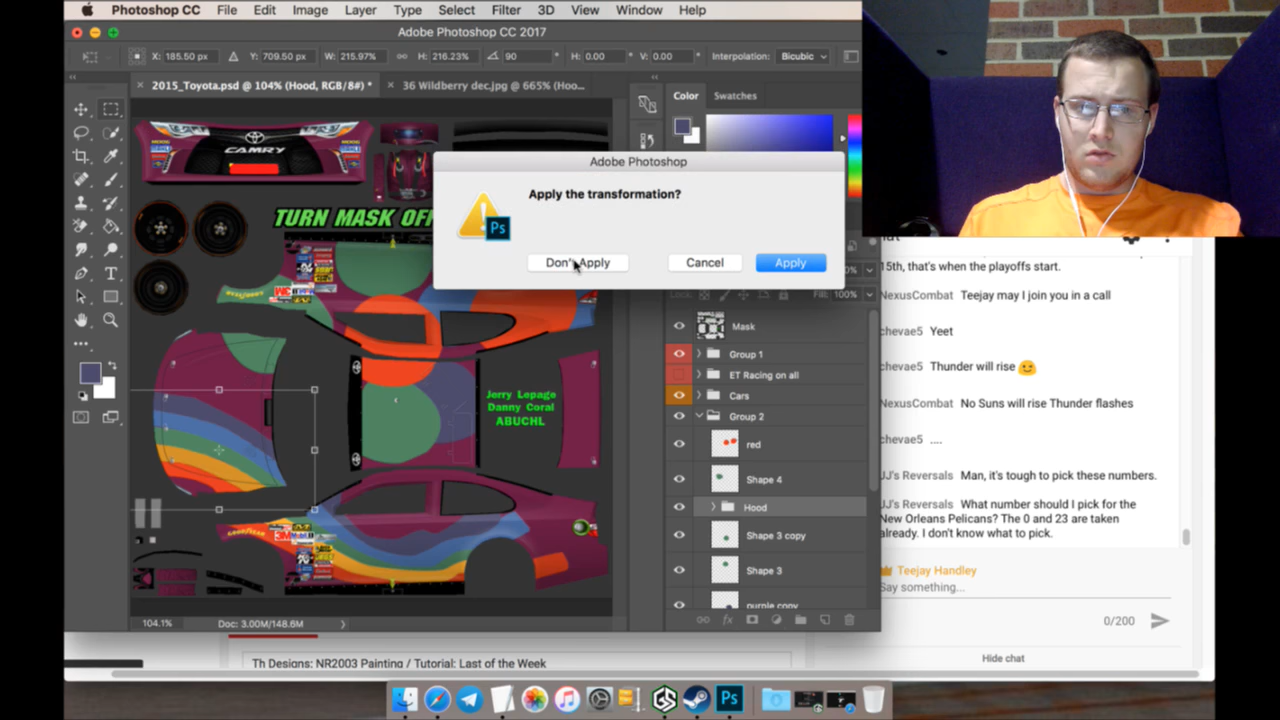 Photoshop CC File Edit Image Layer Type Select Filter 3D View Window Help
Adobe Photoshop CC 2017
X: 185.50 px Y: 709.50 px W: 215.97% H: 216.23% 90 ° H: 0.00 ° V: 0.00 ° Interpolation: Bicubic
2015_Toyota.psd @ 104% (Hood, RGB/8#) *
36 Wildberry dec.jpg @ 665% (Hoo...
Color Swatches
CAMRY
TURN MASK OFF
Adobe Photoshop
Apply the transformation?
Don't Apply Cancel Apply
Fill: 100%
Mask
Group 1
ET Racing on all
Cars
Group 2
red
Shape 4
Hood
Shape 3 copy
Shape 3
purple copy
Jerry Lepage
Danny Coral
ABUCHL
GOODYEAR
3M
104.1% Doc: 3.00M/148.6M
15th, that's when the playoffs start.
NexusCombat Teejay may I join you in a call
chevae5 Yeet
chevae5 Thunder will rise
NexusCombat No Suns will rise Thunder flashes
chevae5 ....
JJ's Reversals Man, it's tough to pick these numbers.
JJ's Reversals What number should I pick for the
New Orleans Pelicans? The 0 and 23 are taken
already. I don't know what to pick.
Teejay Handley
Say something...
0/200
Hide chat
Th Designs: NR2003 Painting / Tutorial: Last of the Week
GS
Ps